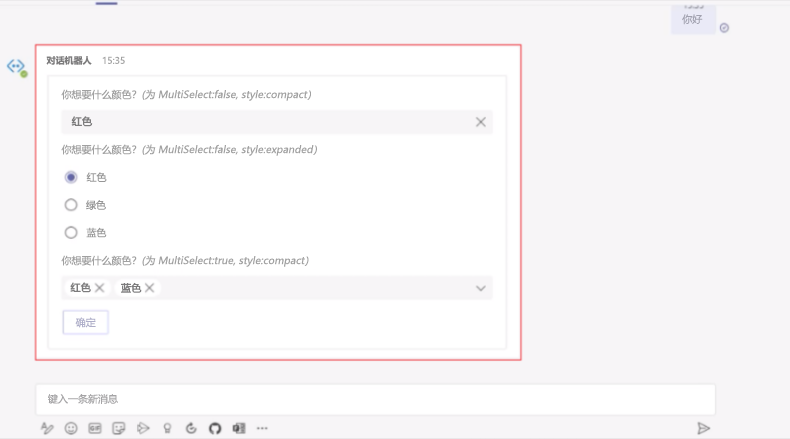 15:35
你好
对话机器人 15:35
你想要什么颜色？(为 MultiSelect:false, style:compact)
红色
你想要什么颜色？(为 MultiSelect:false, style:expanded)
红色
绿色
蓝色
你想要什么颜色？(为 MultiSelect:true, style:compact)
红色 蓝色
确定
键入一条新消息
GIF